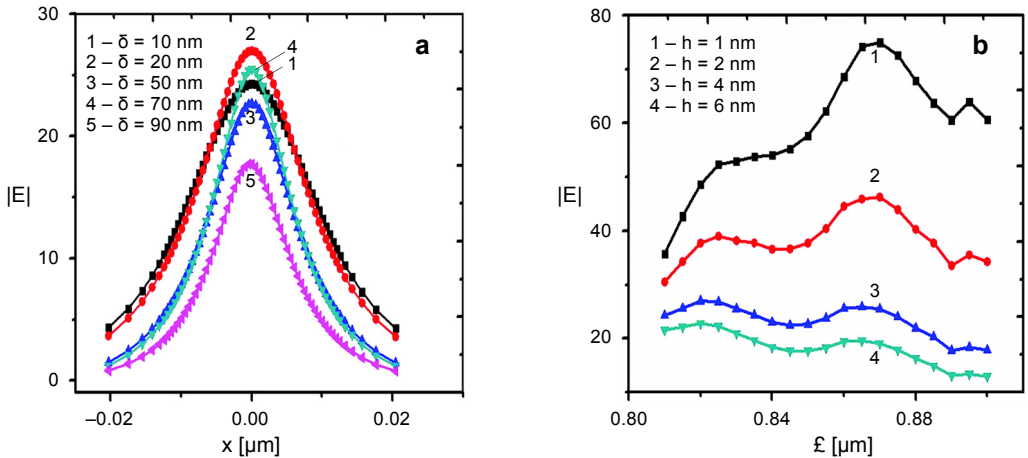 30
20
10
0
|E|
1 – δ = 10 nm
2 – δ = 20 nm
3 – δ = 50 nm
4 – δ = 70 nm
5 – δ = 90 nm
a
2
4
1
3
5
–0.02
0.00
0.02
x [µm]
80
60
40
20
|E|
1 – h = 1 nm
2 – h = 2 nm
3 – h = 4 nm
4 – h = 6 nm
b
1
2
3
4
0.80
0.84
0.88
£ [µm]